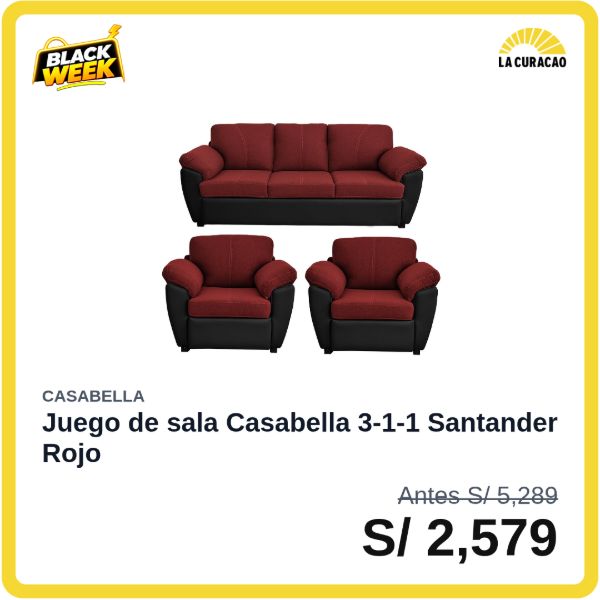 BLACK
WEEK
LA CURACAO
CASABELLA
Juego de sala Casabella 3-1-1 Santander
Rojo
Antes S/ 5,289
S/ 2,579